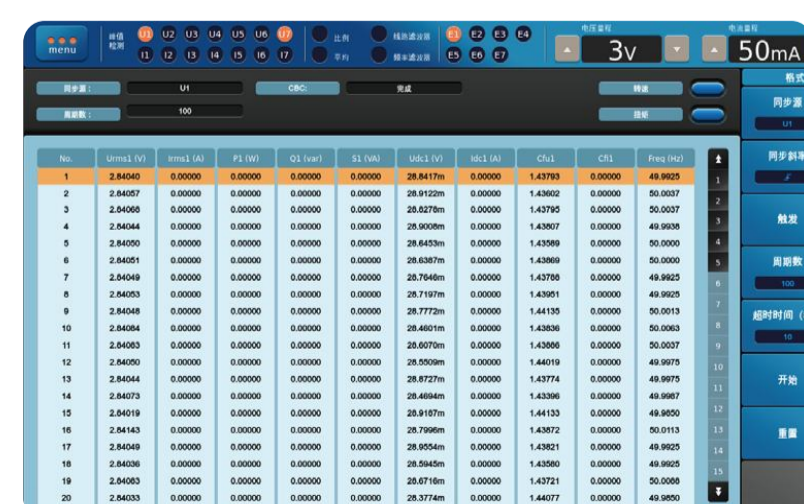 menu
峰值
检测
U1 U2 U3 U4 U5 U6 U7
I1 I2 I3 I4 I5 I6 I7
比例
平均
线路滤波器
频率滤波器
E1 E2 E3 E4
E5 E6 E7
电压量程
3V
电流量程
50mA
同步源: U1 CBC: 完成 转速
周期数: 100 扭矩
格式
同步源
U1
同步斜率
触发
周期数
100
超时时间 (
10
开始
重置
No. Urms1 (V) Irms1 (A) P1 (W) Q1 (var) S1 (VA) Udc1 (V) Idc1 (A) Cfu1 Cfi1 Freq (Hz)
1 2.84040 0.00000 0.00000 0.00000 0.00000 28.8417m 0.00000 1.43793 0.00000 49.9925
2 2.84057 0.00000 0.00000 0.00000 0.00000 28.9122m 0.00000 1.43602 0.00000 50.0037
3 2.84066 0.00000 0.00000 0.00000 0.00000 28.8278m 0.00000 1.43795 0.00000 50.0037
4 2.84044 0.00000 0.00000 0.00000 0.00000 28.9008m 0.00000 1.43807 0.00000 49.9938
5 2.84050 0.00000 0.00000 0.00000 0.00000 28.6453m 0.00000 1.43589 0.00000 50.0000
6 2.84051 0.00000 0.00000 0.00000 0.00000 28.6387m 0.00000 1.43869 0.00000 50.0000
7 2.84049 0.00000 0.00000 0.00000 0.00000 28.7646m 0.00000 1.43766 0.00000 49.9925
8 2.84053 0.00000 0.00000 0.00000 0.00000 28.7197m 0.00000 1.43951 0.00000 49.9925
9 2.84048 0.00000 0.00000 0.00000 0.00000 28.7772m 0.00000 1.44135 0.00000 50.0013
10 2.84084 0.00000 0.00000 0.00000 0.00000 28.4601m 0.00000 1.43836 0.00000 50.0063
11 2.84063 0.00000 0.00000 0.00000 0.00000 28.6070m 0.00000 1.43866 0.00000 50.0037
12 2.84050 0.00000 0.00000 0.00000 0.00000 28.5509m 0.00000 1.44019 0.00000 49.9975
13 2.84044 0.00000 0.00000 0.00000 0.00000 28.8727m 0.00000 1.43774 0.00000 49.9975
14 2.84073 0.00000 0.00000 0.00000 0.00000 28.4694m 0.00000 1.43396 0.00000 49.9987
15 2.84019 0.00000 0.00000 0.00000 0.00000 28.9187m 0.00000 1.44133 0.00000 49.9850
16 2.84143 0.00000 0.00000 0.00000 0.00000 28.7996m 0.00000 1.43872 0.00000 50.0113
17 2.84049 0.00000 0.00000 0.00000 0.00000 28.9554m 0.00000 1.43821 0.00000 49.9925
18 2.84036 0.00000 0.00000 0.00000 0.00000 28.5945m 0.00000 1.43580 0.00000 49.9925
19 2.84063 0.00000 0.00000 0.00000 0.00000 28.6716m 0.00000 1.43721 0.00000 50.0088
20 2.84033 0.00000 0.00000 0.00000 0.00000 28.3774m 0.00000 1.44077 0.00000 49.9850
1
2
3
4
5
6
7
8
9
10
11
12
13
14
15